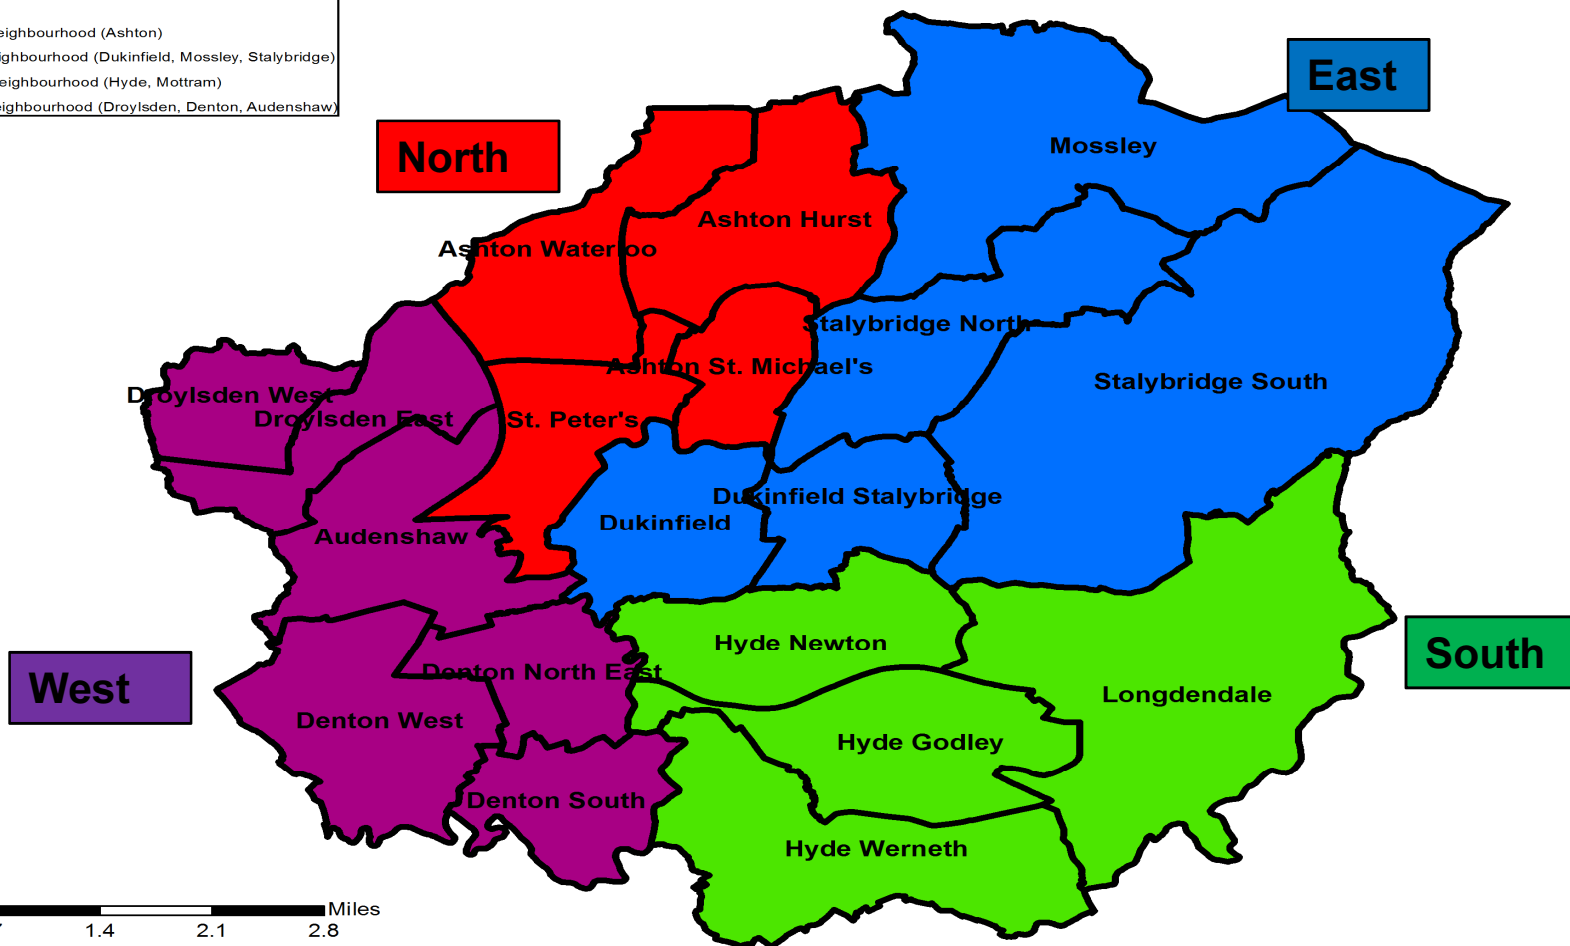 eighbourhood (Ashton)
ighbourhood (Dukinfield, Mossley, Stalybridge)
eighbourhood (Hyde, Mottram)
eighbourhood (Droylsden, Denton, Audenshaw)
East
North
Mossley
Ashton Hurst
Ashton Waterloo
Stalybridge North
Ashton St. Michael's
Stalybridge South
Droylsden West
Droylsden East
St. Peter's
Dukinfield Stalybridge
Dukinfield
Audenshaw
Hyde Newton
South
Denton North East
West
Longdendale
Denton West
Hyde Godley
Denton South
Hyde Werneth
Miles
1.4 2.1 2.8